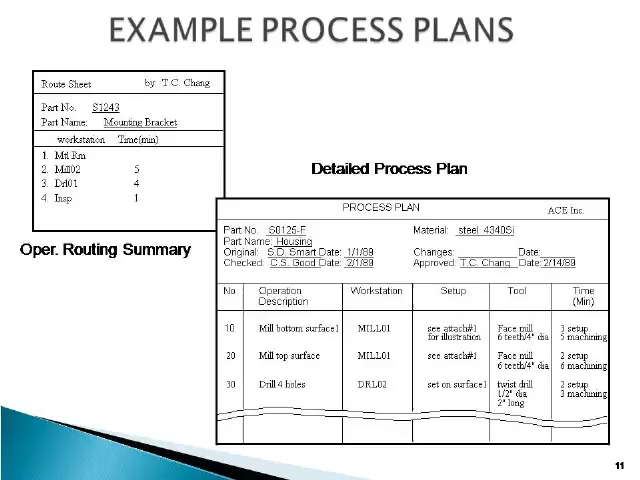 EXAMPLE PROCESS PLANS
Route Sheet by: T.C. Chang
Part No. S1243
Part Name: Mounting Bracket
workstation Time(min)
1. Mtl Rm
2. Mill02 5
3. Drl01 4
4. Insp 1
Oper. Routing Summary
Detailed Process Plan
PROCESS PLAN ACE Inc.
Part No. S0125-F Material: steel 4340Si
Part Name: Housing
Original: S.D. Smart Date: 1/1/89 Changes: Date:
Checked: C.S. Good Date: 2/1/89 Approved: T.C. Chang Date: 2/14/89
No. Operation Workstation Setup Tool Time
Description (Min)
10 Mill bottom surface1 MILL01 see attach#1 Face mill 3 setup
for illustration 6 teeth/4" dia 5 machining
20 Mill top surface MILL01 see attach#1 Face mill 2 setup
6 teeth/4" dia 6 machining
30 Drill 4 holes DRL02 set on surface1 twist drill 2 setup
1/2" dia 3 machining
2" long
11